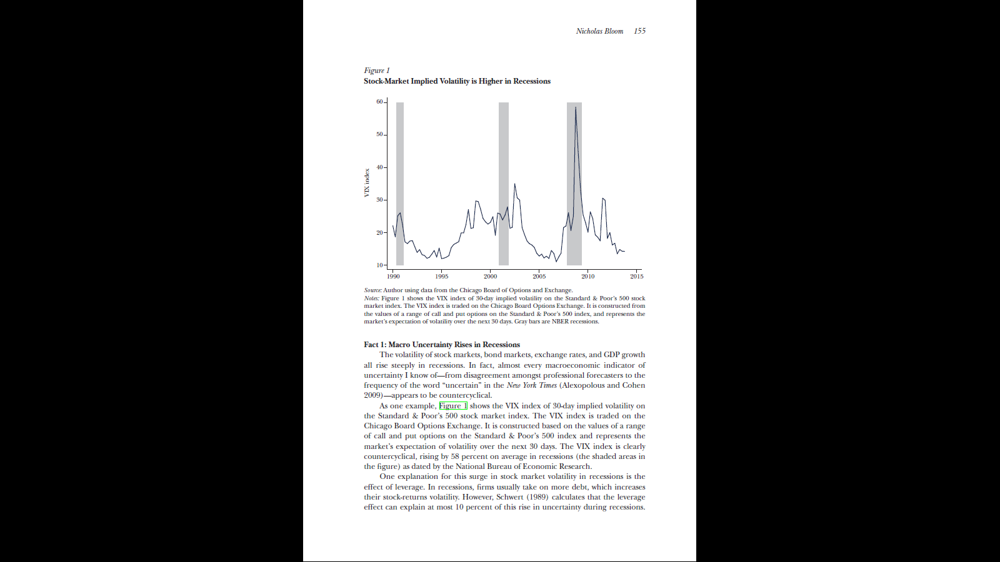 Nicholas Bloom 155
Figure 1
Stock-Market Implied Volatility is Higher in Recessions
60
50
40
30
20
10
VIX index
1990 1995 2000 2005 2010 2015
Source: Author using data from the Chicago Board of Options and Exchange.
Notes: Figure 1 shows the VIX index of 30-day implied volatility on the Standard & Poor’s 500 stock
market index. The VIX index is traded on the Chicago Board Options Exchange. It is constructed from
the values of a range of call and put options on the Standard & Poor’s 500 index, and represents the
market’s expectation of volatility over the next 30 days. Gray bars are NBER recessions.
Fact 1: Macro Uncertainty Rises in Recessions
The volatility of stock markets, bond markets, exchange rates, and GDP growth
all rise steeply in recessions. In fact, almost every macroeconomic indicator of
uncertainty I know of—from disagreement amongst professional forecasters to the
frequency of the word “uncertain” in the New York Times (Alexopolous and Cohen
2009)—appears to be countercyclical.
As one example, Figure 1 shows the VIX index of 30-day implied volatility on
the Standard & Poor’s 500 stock market index. The VIX index is traded on the
Chicago Board Options Exchange. It is constructed based on the values of a range
of call and put options on the Standard & Poor’s 500 index and represents the
market’s expectation of volatility over the next 30 days. The VIX index is clearly
countercyclical, rising by 58 percent on average in recessions (the shaded areas in
the figure) as dated by the National Bureau of Economic Research.
One explanation for this surge in stock market volatility in recessions is the
effect of leverage. In recessions, firms usually take on more debt, which increases
their stock-returns volatility. However, Schwert (1989) calculates that the leverage
effect can explain at most 10 percent of this rise in uncertainty during recessions.